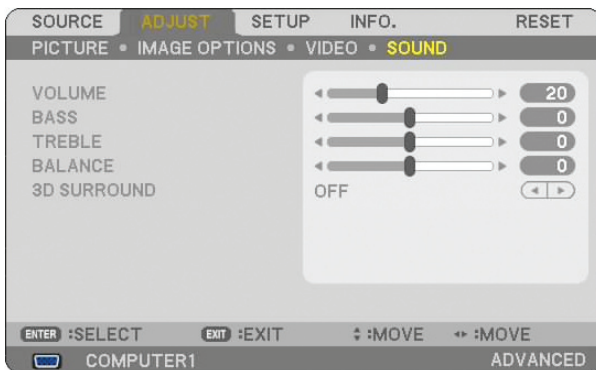 SOURCE ADJUST SETUP INFO. RESET
PICTURE • IMAGE OPTIONS • VIDEO • SOUND
VOLUME 20
BASS 0
TREBLE 0
BALANCE 0
3D SURROUND OFF
ENTER :SELECT EXIT :EXIT :MOVE :MOVE
COMPUTER1 ADVANCED